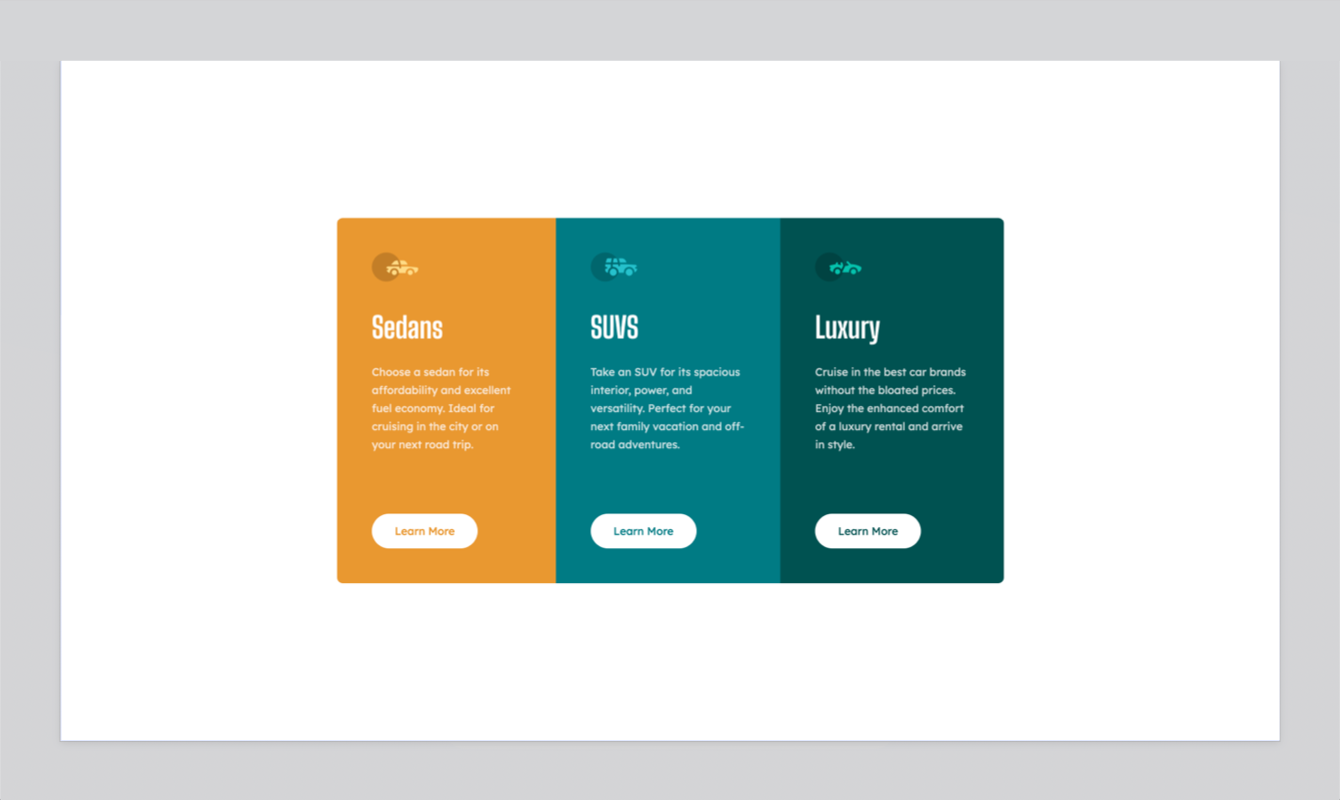 Sedans
Choose a sedan for its
affordability and excellent
fuel economy. Ideal for
cruising in the city or on
your next road trip.
Learn More
SUVS
Take an SUV for its spacious
interior, power, and
versatility. Perfect for your
next family vacation and off-
road adventures.
Learn More
Luxury
Cruise in the best car brands
without the bloated prices.
Enjoy the enhanced comfort
of a luxury rental and arrive
in style.
Learn More